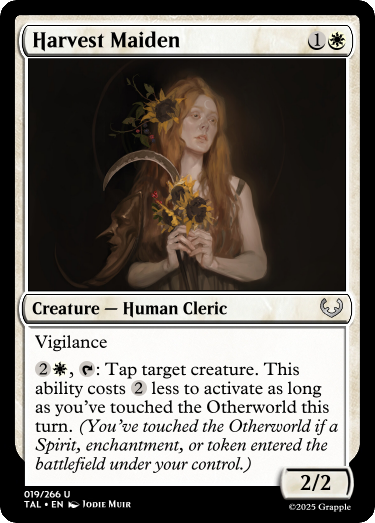 Harvest Maiden 1
Creature — Human Cleric
Vigilance
2, : Tap target creature. This
ability costs 2 less to activate as long
as you've touched the Otherworld this
turn. (You've touched the Otherworld if a
Spirit, enchantment, or token entered the
battlefield under your control.)
2/2
019/266 U
TAL • EN Jodie Muir
©2025 Grapple